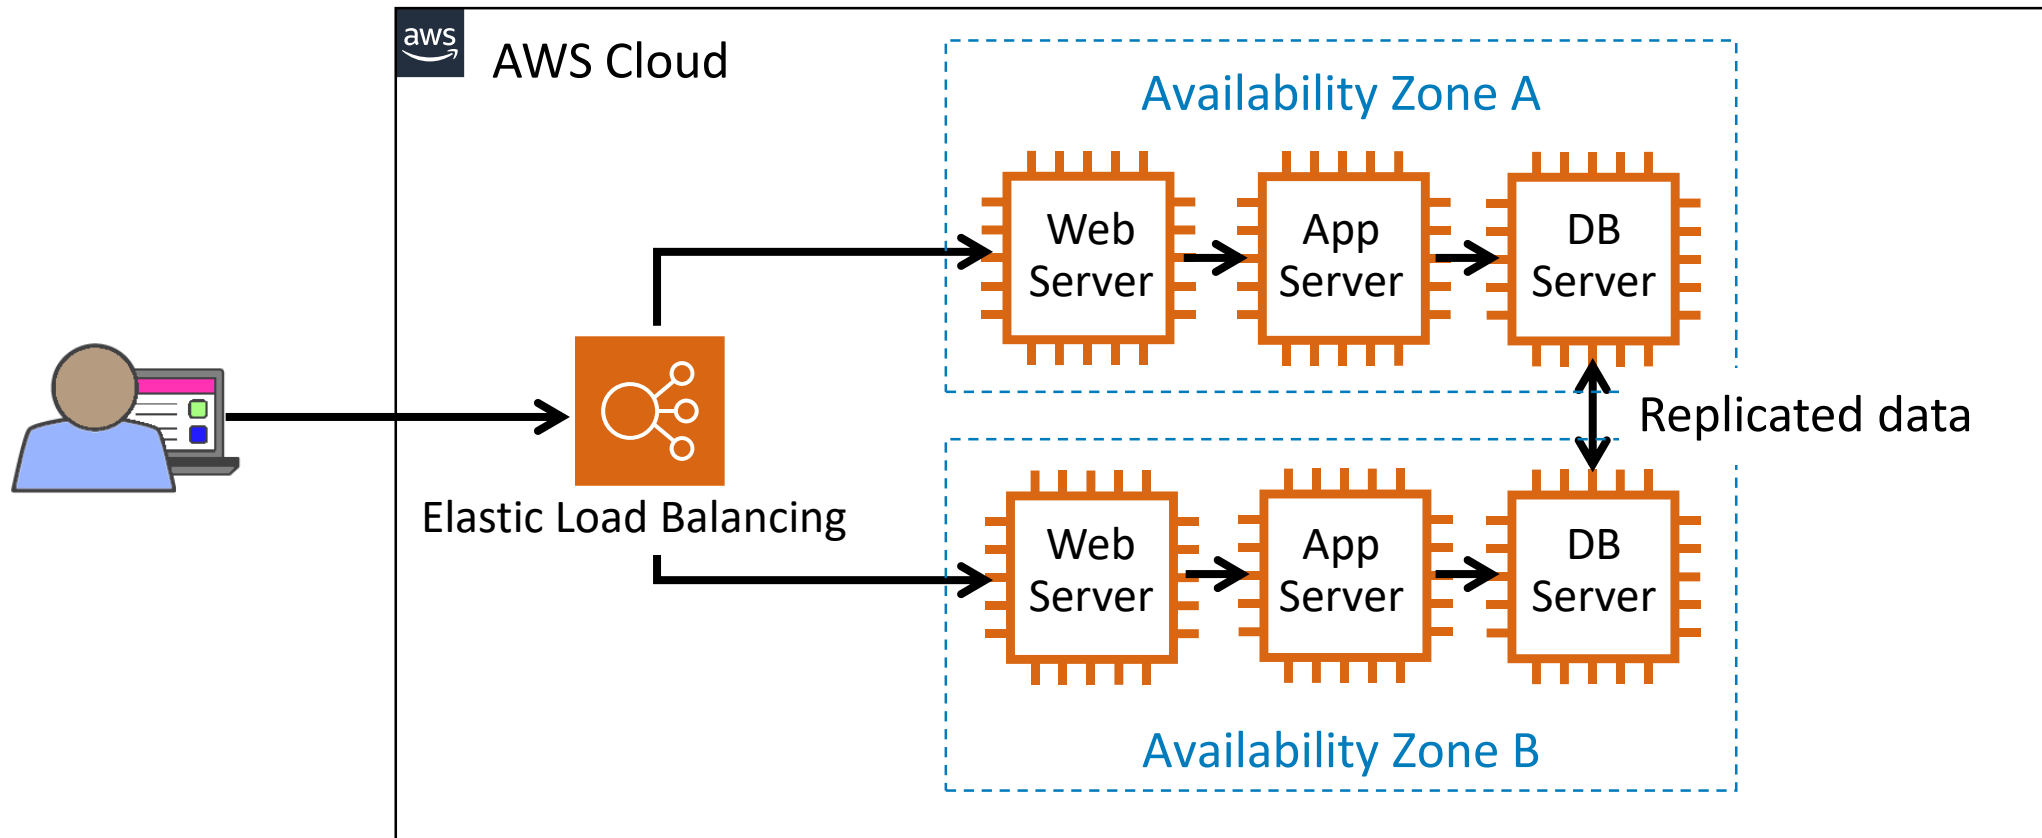 aws
AWS Cloud
Availability Zone A
Web
Server
App
Server
DB
Server
Replicated data
Elastic Load Balancing
Web
Server
App
Server
DB
Server
Availability Zone B